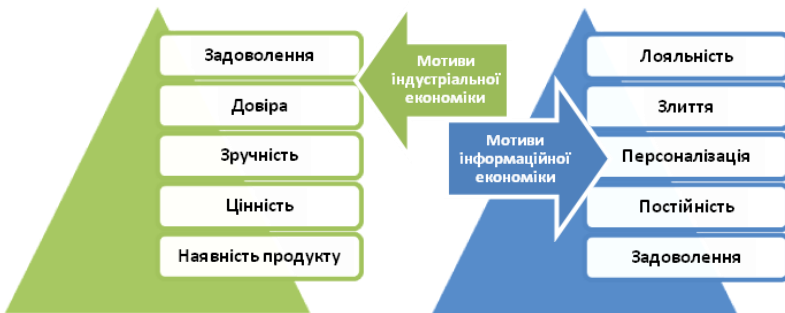 Задоволення
Довіра
Зручність
Цінність
Наявність продукту
Мотиви
індустріальної
економіки
Мотиви
інформаційної
економіки
Лояльність
Злиття
Персоналізація
Постійність
Задоволення